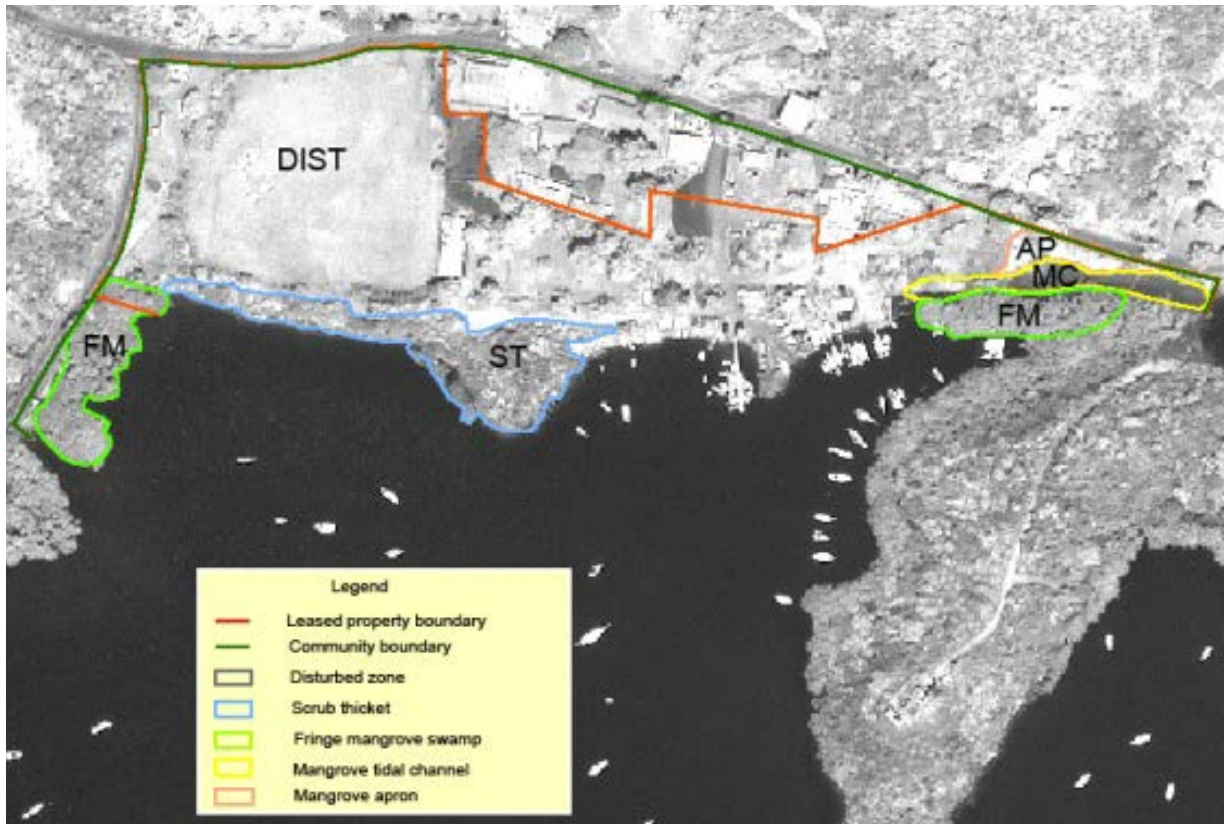 DIST
AP
MC
FM
FM
ST
Legend
Leased property boundary
Community boundary
Disturbed zone
Scrub thicket
Fringe mangrove swamp
Mangrove tidal channel
Mangrove apron